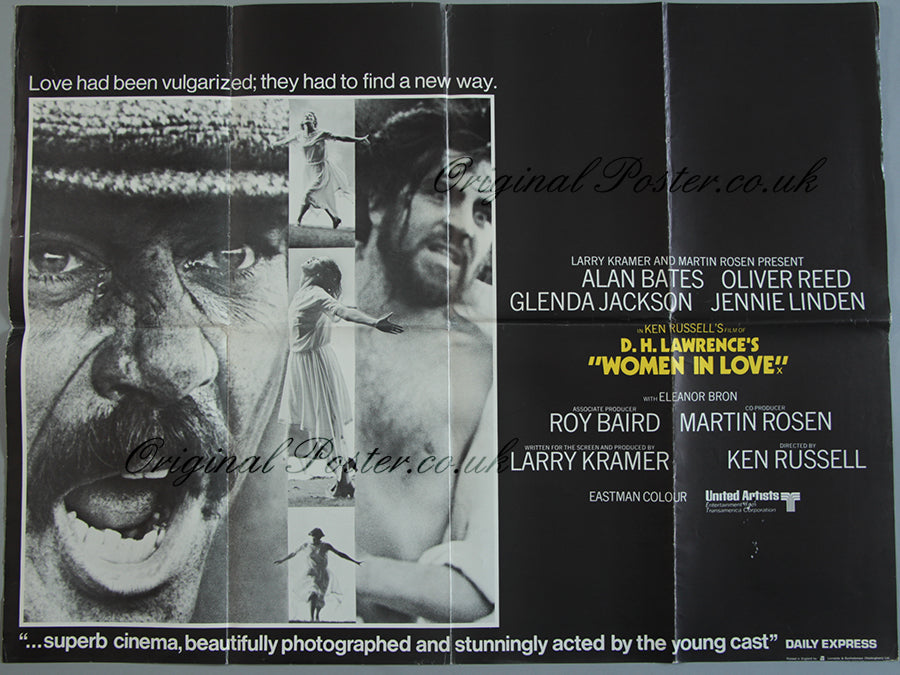 Love had been vulgarized; they had to find a new way.
Original Poster.co.uk
LARRY KRAMER AND MARTIN ROSEN PRESENT
ALAN BATES OLIVER REED
GLENDA JACKSON JENNIE LINDEN
IN KEN RUSSELL'S FILM OF
D. H. LAWRENCE'S
"WOMEN IN LOVE" X
WITH ELEANOR BRON
ASSOCIATE PRODUCER
ROY BAIRD
CO-PRODUCER
MARTIN ROSEN
WRITTEN FOR THE SCREEN AND PRODUCED BY
LARRY KRAMER
DIRECTED BY
KEN RUSSELL
Original Poster.co.uk
EASTMAN COLOUR
United Artists
Entertainment from
Transamerica Corporation
"...superb cinema, beautifully photographed and stunningly acted by the young cast" DAILY EXPRESS
Printed in England by